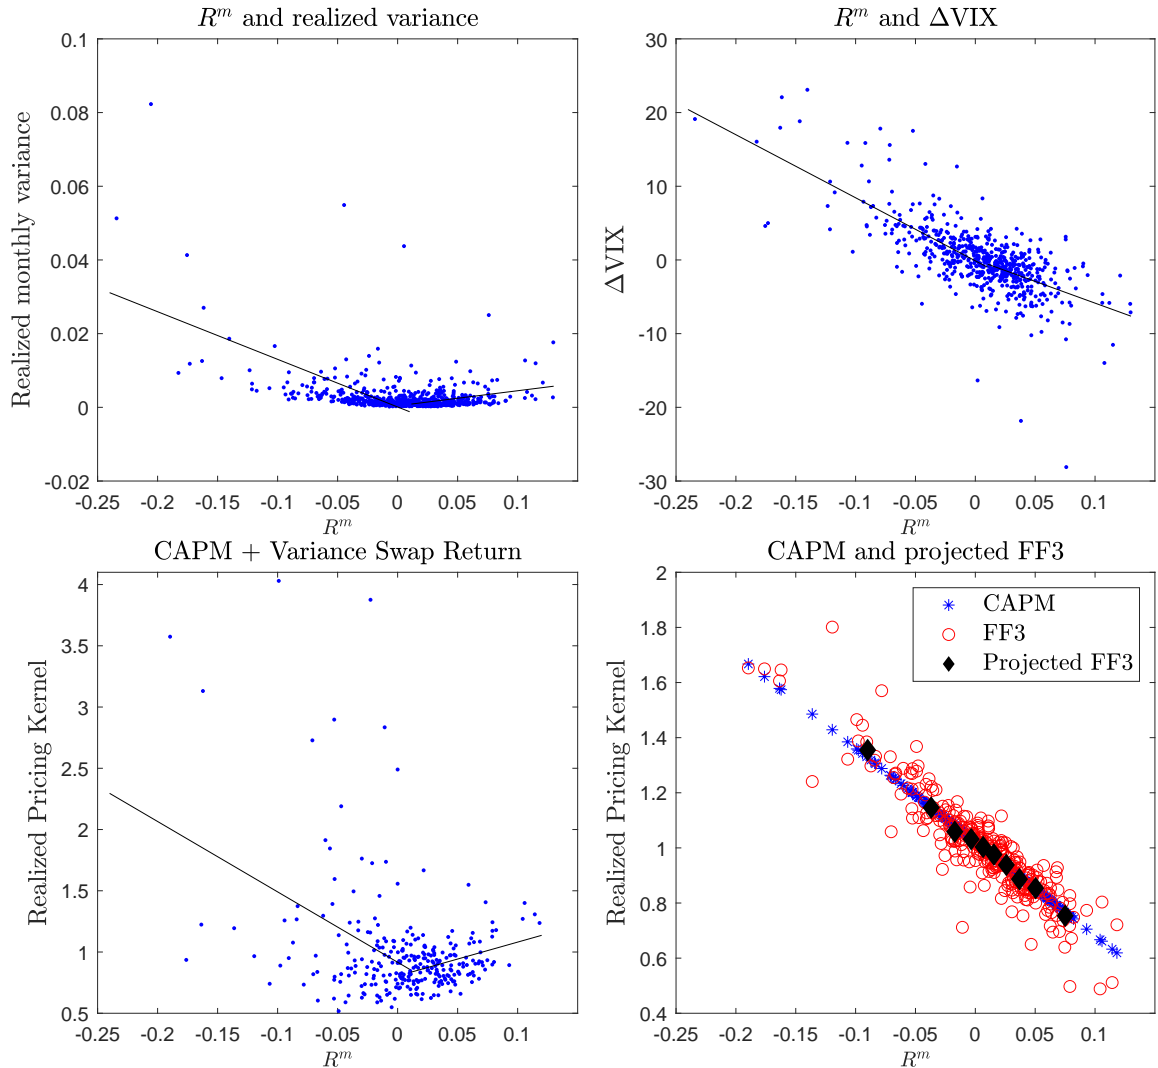 R^m and realized variance
0.1
0.08
0.06
0.04
0.02
0
-0.02
Realized monthly variance
-0.25 -0.2 -0.15 -0.1 -0.05 0 0.05 0.1
R^m
R^m and ΔVIX
30
20
10
0
-10
-20
-30
ΔVIX
-0.25 -0.2 -0.15 -0.1 -0.05 0 0.05 0.1
R^m
CAPM + Variance Swap Return
4
3.5
3
2.5
2
1.5
1
0.5
Realized Pricing Kernel
-0.25 -0.2 -0.15 -0.1 -0.05 0 0.05 0.1
R^m
CAPM and projected FF3
2
1.8
1.6
1.4
1.2
1
0.8
0.6
0.4
Realized Pricing Kernel
CAPM
FF3
Projected FF3
-0.25 -0.2 -0.15 -0.1 -0.05 0 0.05 0.1
R^m